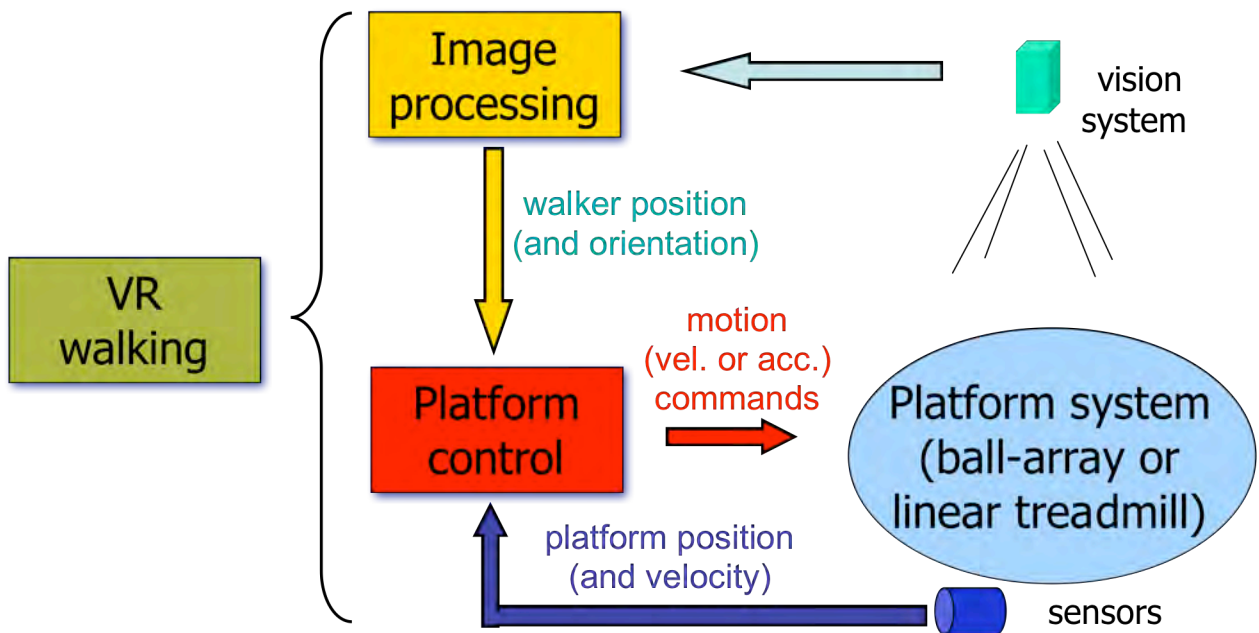 Image
processing
vision
system
walker position
(and orientation)
VR
walking
motion
(vel. or acc.)
commands
Platform
control
Platform system
(ball-array or
linear treadmill)
platform position
(and velocity)
sensors